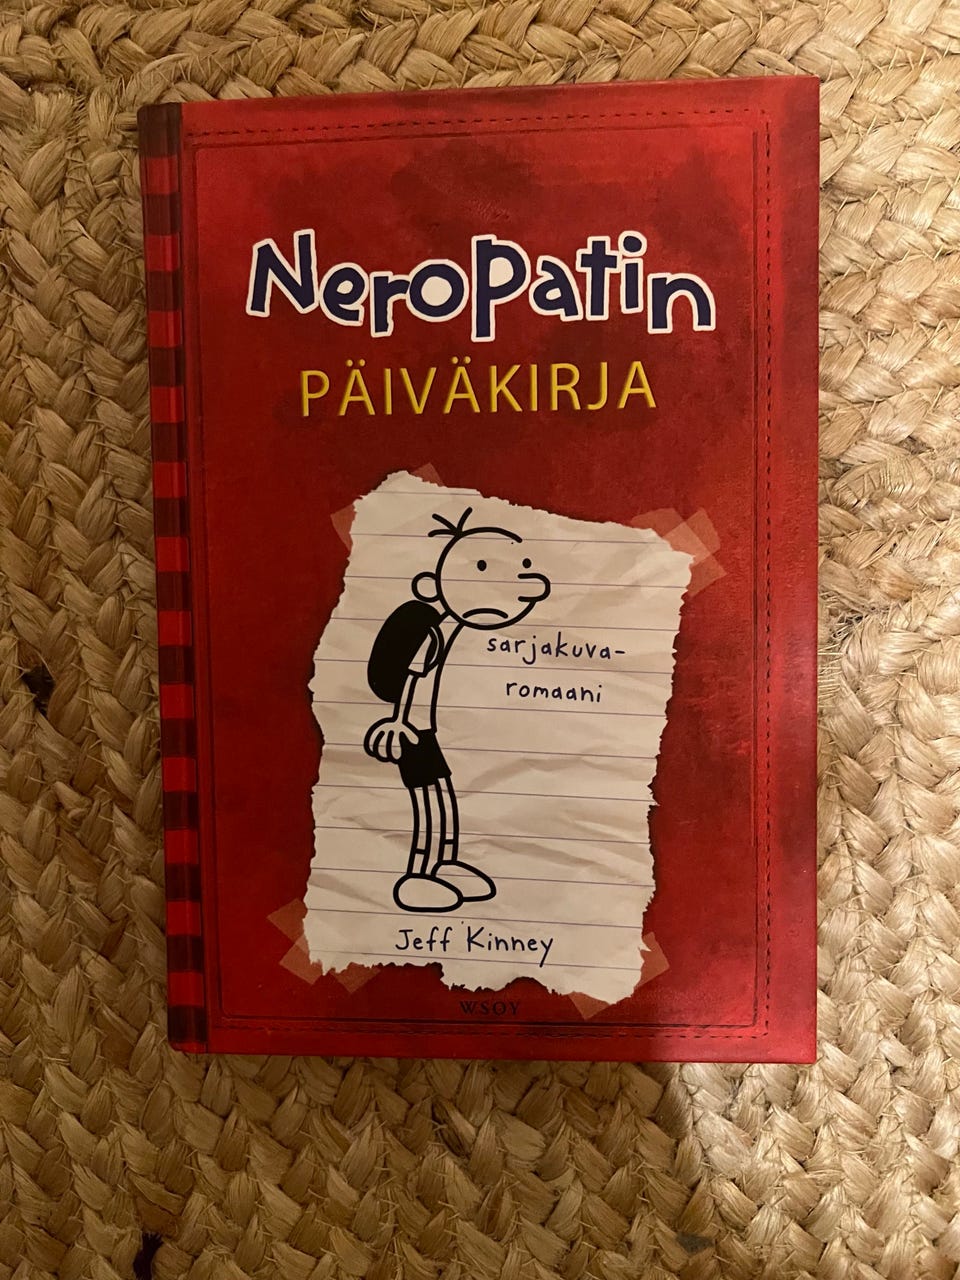 Neropatin
PÄIVÄKIRJA
sarjakuva-
romaani
Jeff Kinney
WSOY